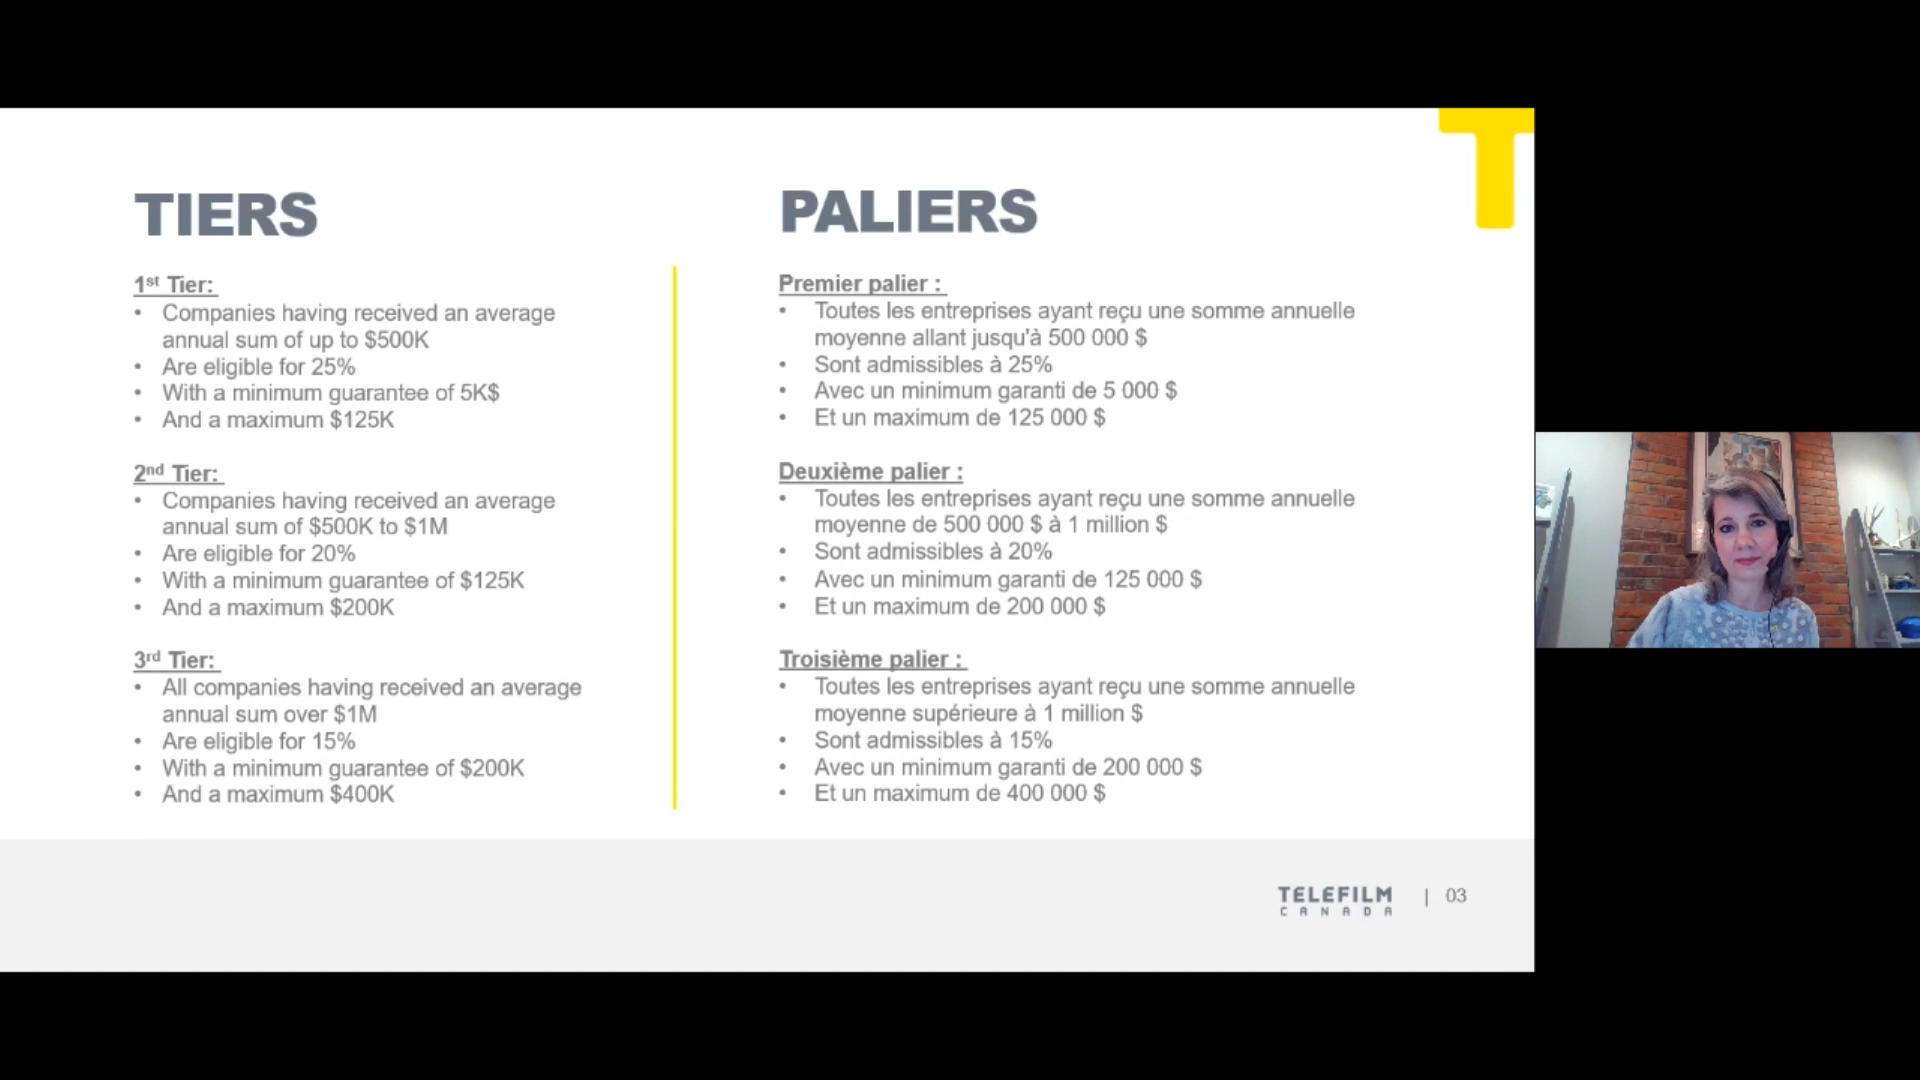 TIERS
1st Tier:
• Companies having received an average
annual sum of up to $500K
• Are eligible for 25%
• With a minimum guarantee of 5K$
• And a maximum $125K
2nd Tier:
• Companies having received an average
annual sum of $500K to $1M
• Are eligible for 20%
• With a minimum guarantee of $125K
• And a maximum $200K
3rd Tier:
• All companies having received an average
annual sum over $1M
• Are eligible for 15%
• With a minimum guarantee of $200K
• And a maximum $400K
PALIERS
Premier palier :
• Toutes les entreprises ayant reçu une somme annuelle
moyenne allant jusqu'à 500 000 $
• Sont admissibles à 25%
• Avec un minimum garanti de 5 000 $
• Et un maximum de 125 000 $
Deuxième palier :
• Toutes les entreprises ayant reçu une somme annuelle
moyenne de 500 000 $ à 1 million $
• Sont admissibles à 20%
• Avec un minimum garanti de 125 000 $
• Et un maximum de 200 000 $
Troisième palier :
• Toutes les entreprises ayant reçu une somme annuelle
moyenne supérieure à 1 million $
• Sont admissibles à 15%
• Avec un minimum garanti de 200 000 $
• Et un maximum de 400 000 $
T
TELEFILM
CANADA
| 03